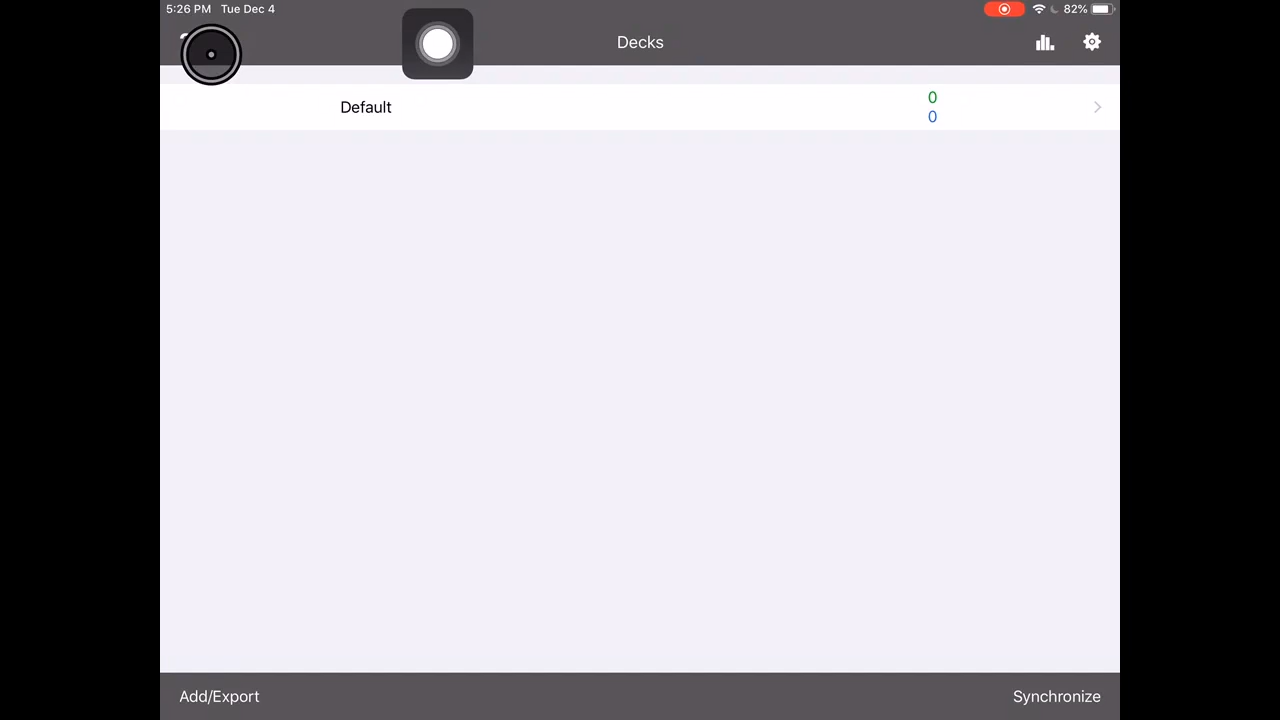 5:26 PM Tue Dec 4
82%
Decks
Default
0
0
Add/Export
Synchronize